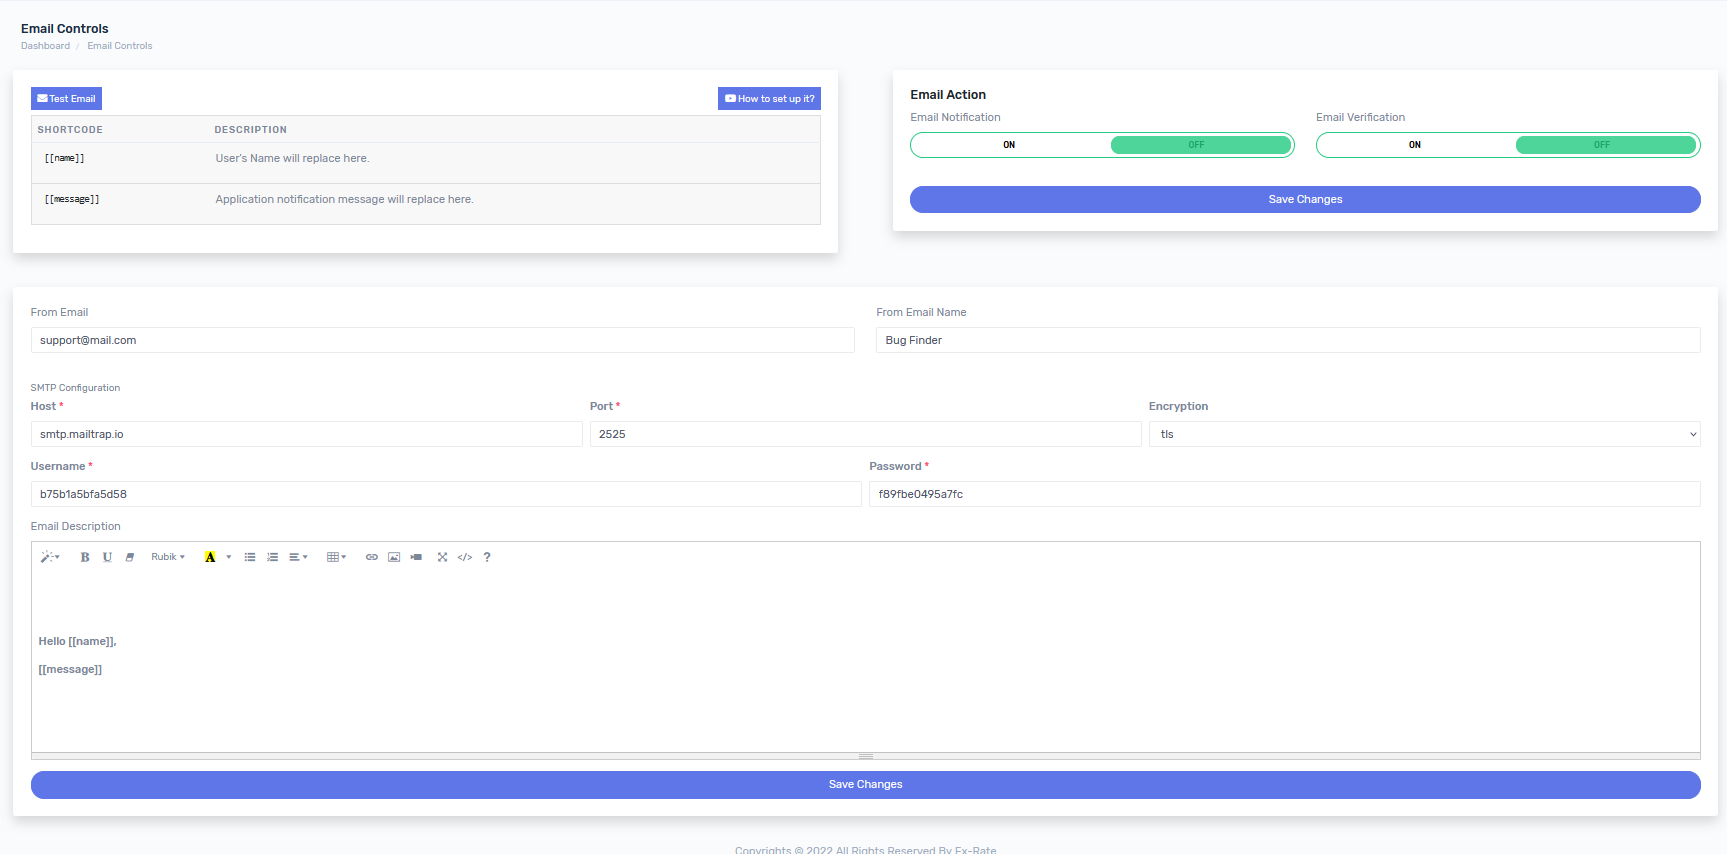 Email Controls
Dashboard / Email Controls
Test Email
How to set up it?
SHORTCODE DESCRIPTION
[[name]] User's Name will replace here.
[[message]] Application notification message will replace here.
Email Action
Email Notification Email Verification
ON OFF ON OFF
Save Changes
From Email From Email Name
support@mail.com Bug Finder
SMTP Configuration
Host * Port * Encryption
smtp.mailtrap.io 2525 tls
Username * Password *
b75b1a5bfa5d58 f89fbe0495a7fc
Email Description
B U Rubik A </> ?
Hello [[name]],
[[message]]
Save Changes
Copyrights © 2022 All Rights Reserved By Ex-Rate